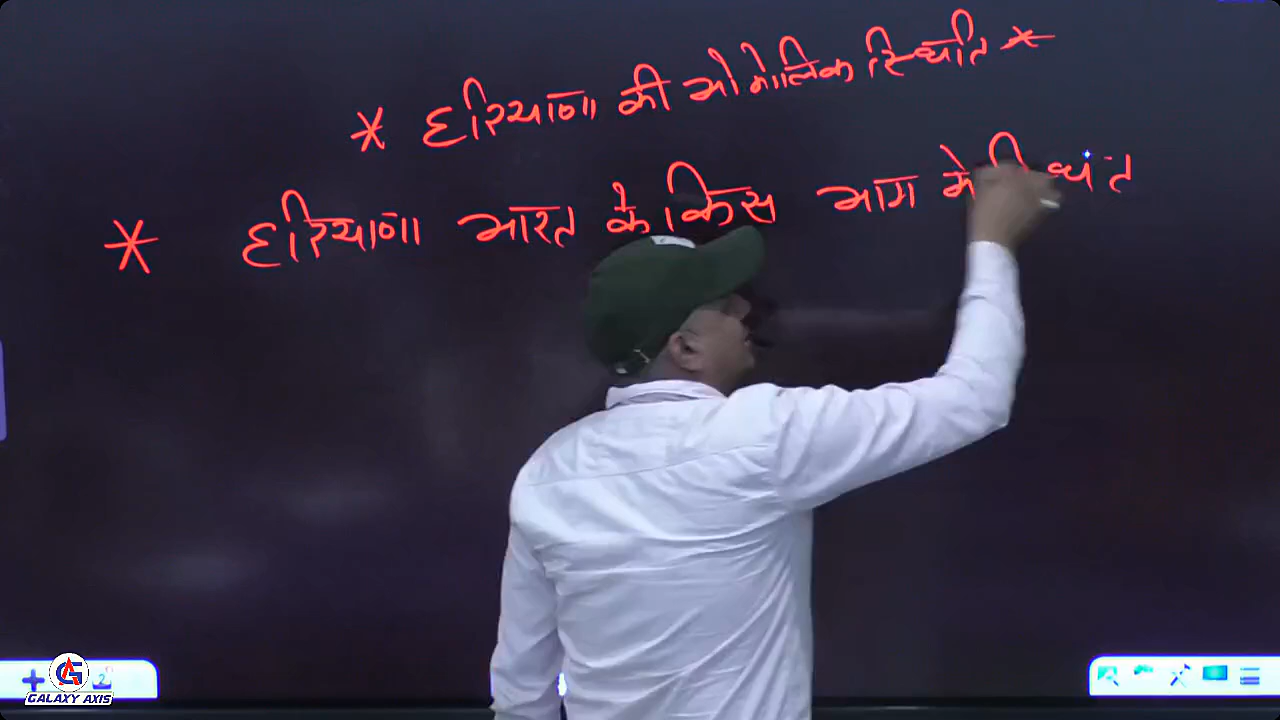 * हरियाणा की भोगोलिक स्थिति *
* हरियाणा भारत के किस भाग मे
GALAXY AXIS